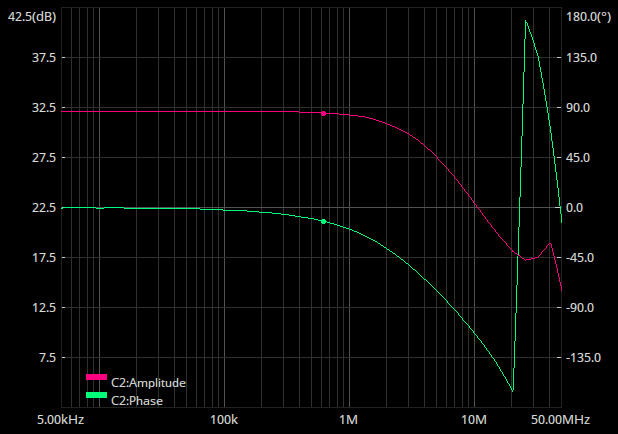 42.5(dB) 180.0(°)
37.5 135.0
32.5 90.0
27.5 45.0
22.5 0.0
17.5 -45.0
12.5 -90.0
7.5 -135.0
C2:Amplitude
C2:Phase
5.00kHz 100k 1M 10M 50.00MHz